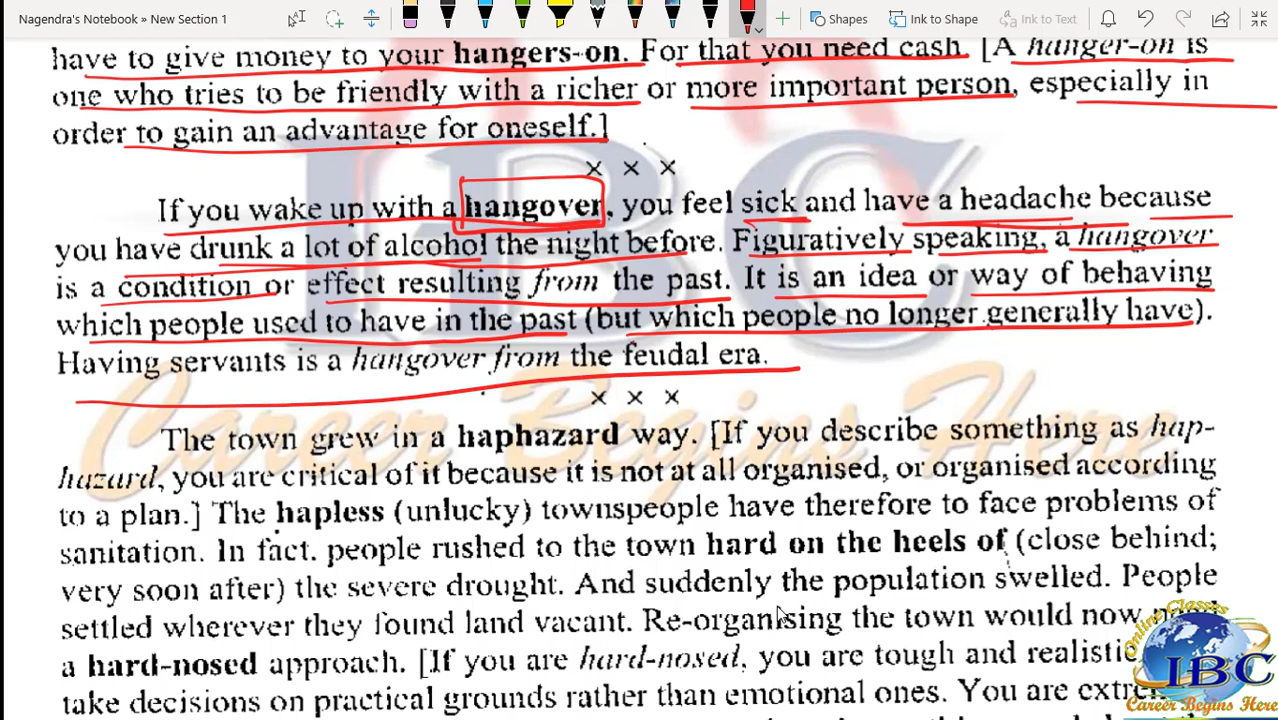 Nagendra's Notebook » New Section 1
Shapes
Ink to Shape
Ink to Text
have to give money to your hangers-on. For that you need cash. [A hanger-on is
one who tries to be friendly with a richer or more important person, especially in
order to gain an advantage for oneself.]
× × ×
If you wake up with a hangover, you feel sick and have a headache because
you have drunk a lot of alcohol the night before. Figuratively speaking, a hangover
is a condition or effect resulting from the past. It is an idea or way of behaving
which people used to have in the past (but which people no longer generally have).
Having servants is a hangover from the feudal era.
× × ×
The town grew in a haphazard way. [If you describe something as hap-
hazard, you are critical of it because it is not at all organised, or organised according
to a plan.] The hapless (unlucky) townspeople have therefore to face problems of
sanitation. In fact. people rushed to the town hard on the heels of (close behind;
very soon after) the severe drought. And suddenly the population swelled. People
settled wherever they found land vacant. Re-organising the town would now
a hard-nosed approach. [If you are hard-nosed, you are tough and realistic
take decisions on practical grounds rather than emotional ones. You are
IBC
Career Begins Here
Online Classes
IBC
Career Begins Here